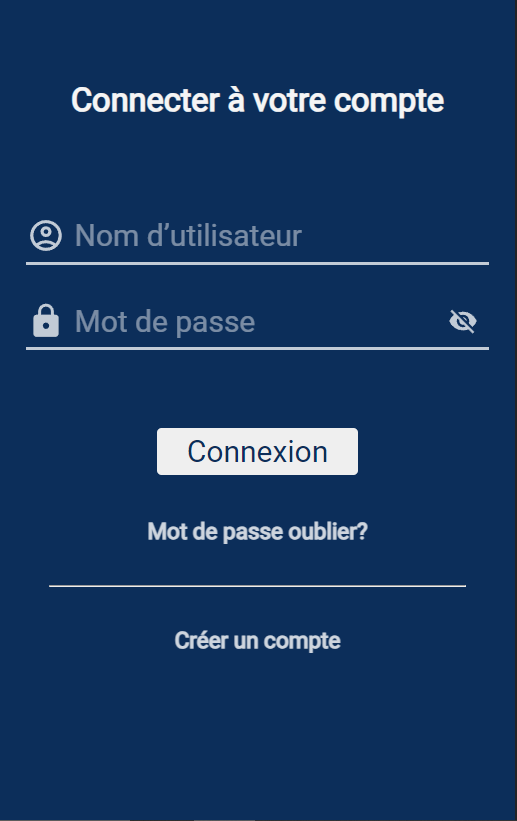 Connecter à votre compte
Nom d’utilisateur
Mot de passe
Connexion
Mot de passe oublier?
Créer un compte